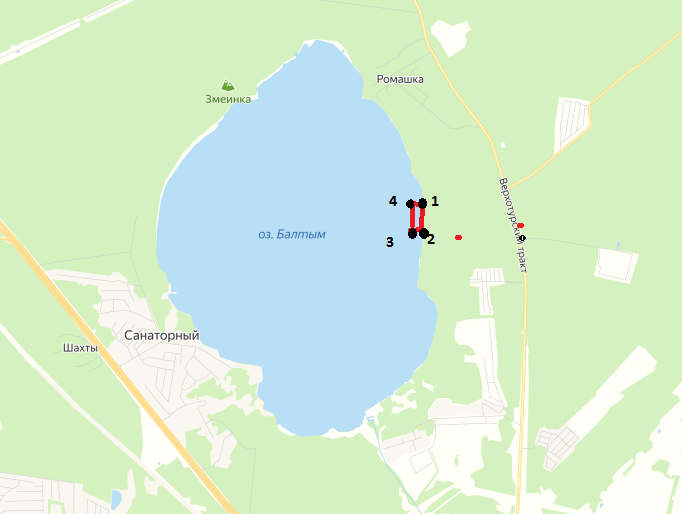 Ромашка
Змеинка
4 1
Верхотурский тракт
оз. Балтым
3 2
Санаторный
Шахты